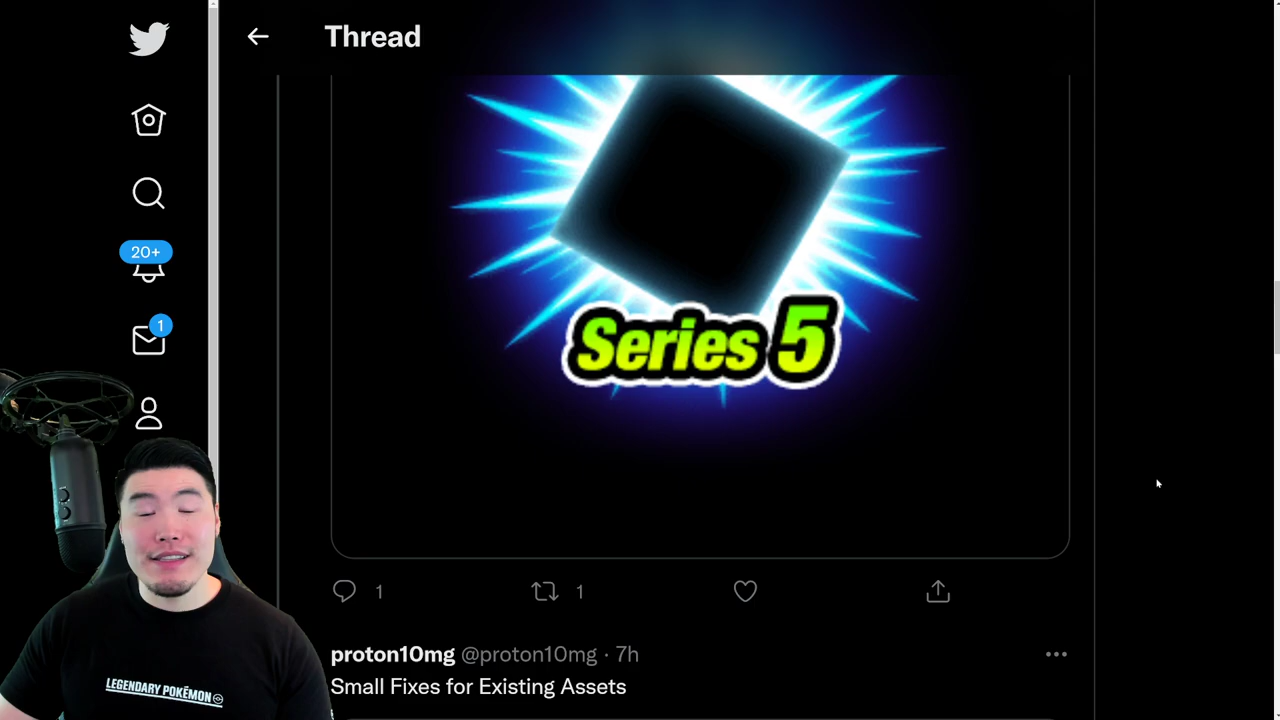 Thread
20+
1
Series 5
1
1
proton10mg @proton10mg · 7h
Small Fixes for Existing Assets
LEGENDARY POKÉMON